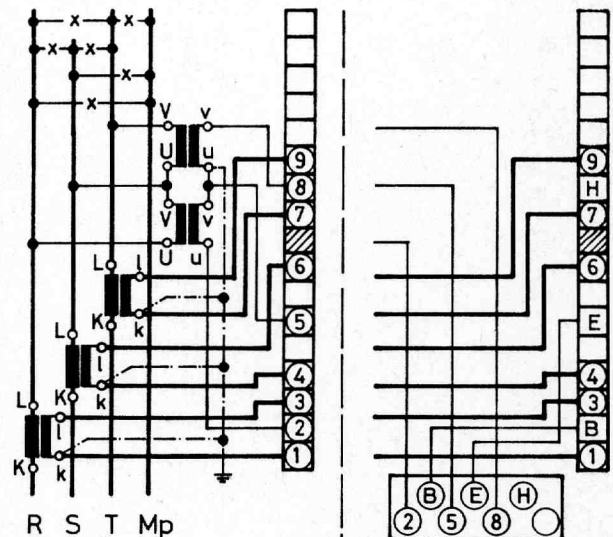 x x
x x
x
x
V v
U u
9 9
8 H
V v
7 7
U u
L l
6 6
K k
5 E
L l
4 4
K k
3 3
L l
2 B
K k
1 1
B E H
2 5 8
R S T Mp